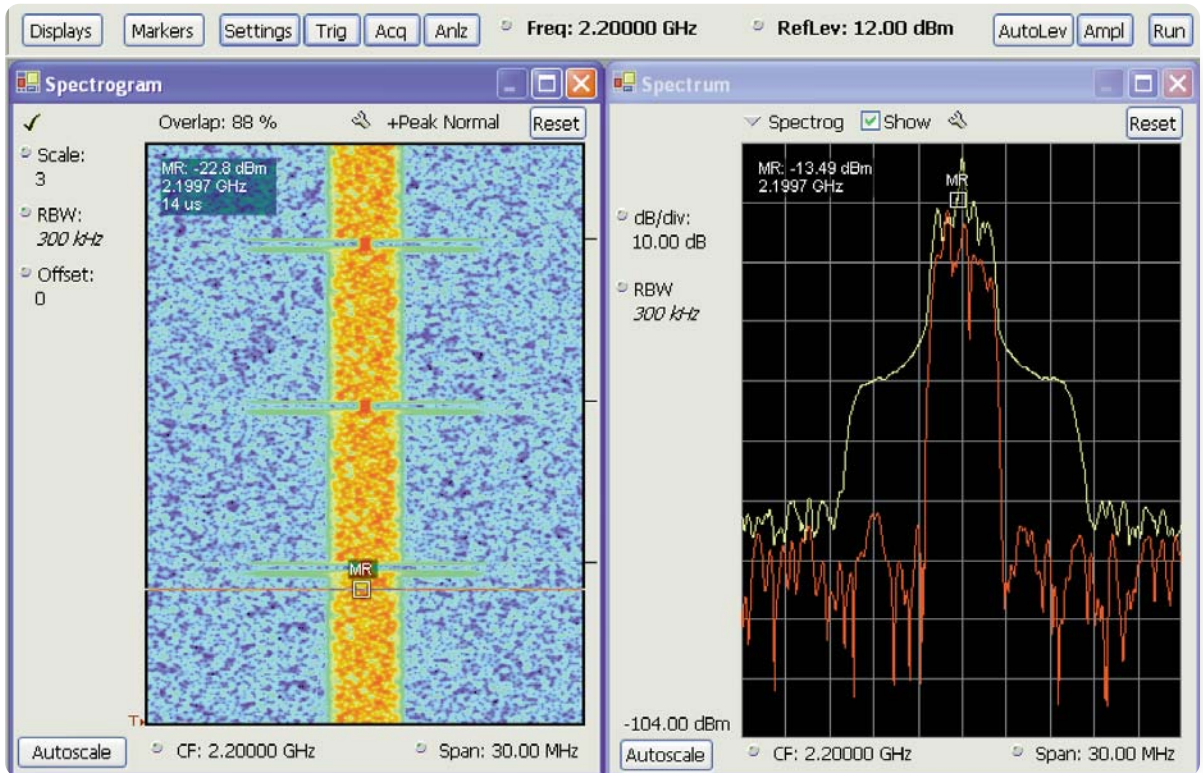 Displays Markers Settings Trig Acq Anlz Freq: 2.20000 GHz RefLev: 12.00 dBm AutoLev Ampl Run
Spectrogram
Overlap: 88 % +Peak Normal Reset
Scale:
3
RBW:
300 kHz
Offset:
0
MR: -22.8 dBm
2.1997 GHz
14 us
MR
T
Autoscale CF: 2.20000 GHz Span: 30.00 MHz
Spectrum
Spectrog Show Reset
dB/div:
10.00 dB
RBW
300 kHz
MR: -13.49 dBm
2.1997 GHz
MR
-104.00 dBm
Autoscale CF: 2.20000 GHz Span: 30.00 MHz